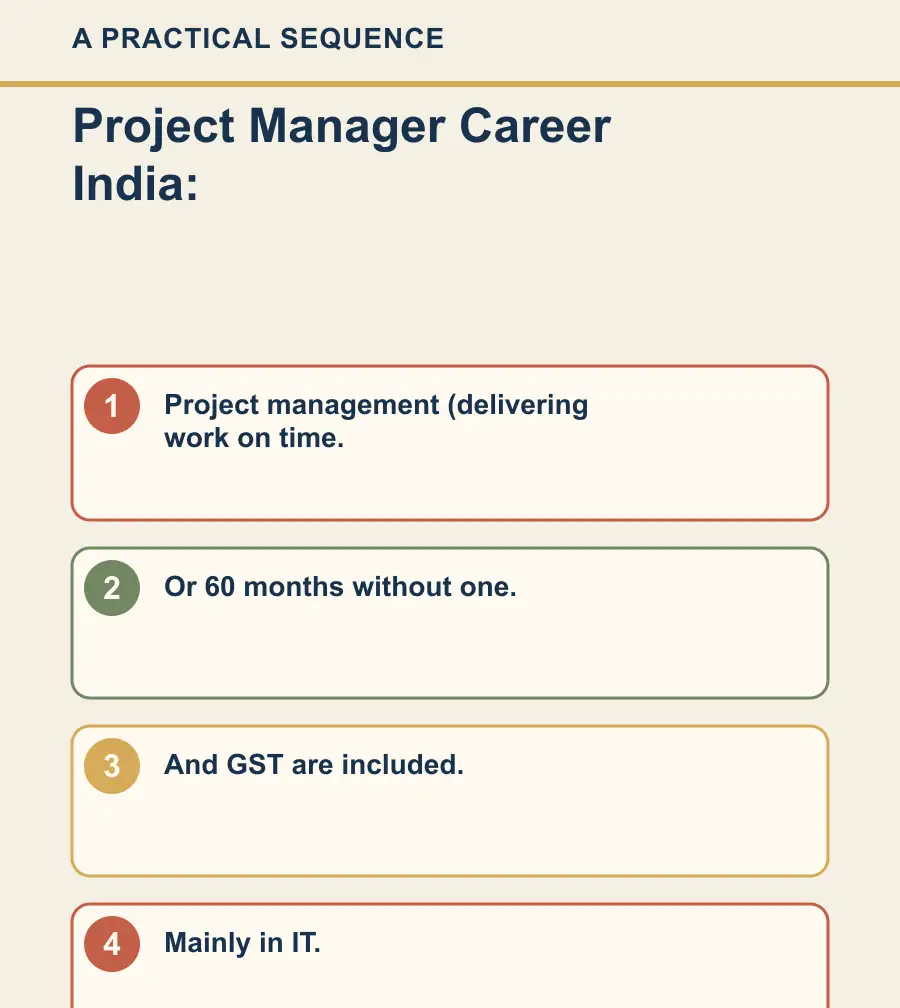 A PRACTICAL SEQUENCE
Project Manager Career
India:
1
Project management (delivering
work on time.
2
Or 60 months without one.
3
And GST are included.
4
Mainly in IT.